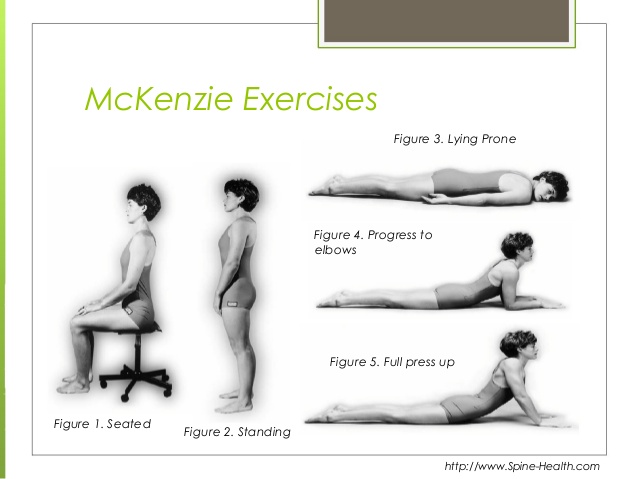 McKenzie Exercises
Figure 3. Lying Prone
Figure 4. Progress to
elbows
Figure 5. Full press up
Figure 1. Seated
Figure 2. Standing
http://www.Spine-Health.com